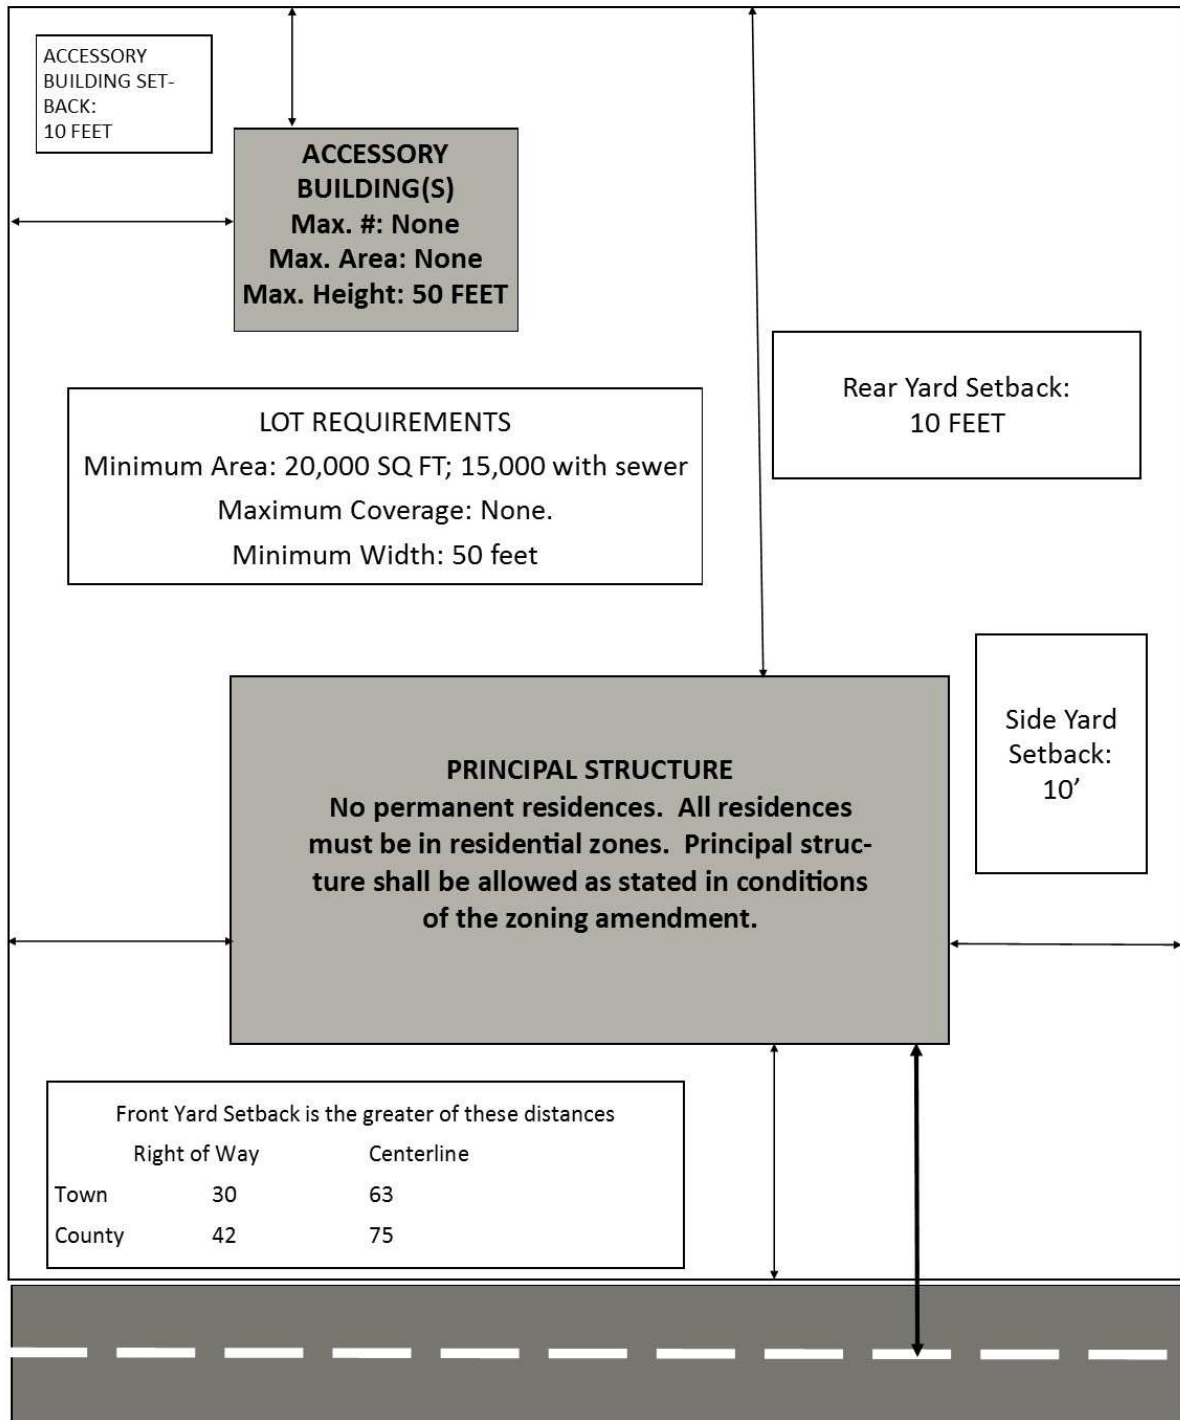 ACCESSORY
BUILDING SET-
BACK:
10 FEET
ACCESSORY
BUILDING(S)
Max. #: None
Max. Area: None
Max. Height: 50 FEET
Rear Yard Setback:
10 FEET
LOT REQUIREMENTS
Minimum Area: 20,000 SQ FT; 15,000 with sewer
Maximum Coverage: None.
Minimum Width: 50 feet
Side Yard
Setback:
10’
PRINCIPAL STRUCTURE
No permanent residences.  All residences
must be in residential zones.  Principal struc-
ture shall be allowed as stated in conditions
of the zoning amendment.
Front Yard Setback is the greater of these distances
Right of Way Centerline
Town 30 63
County 42 75